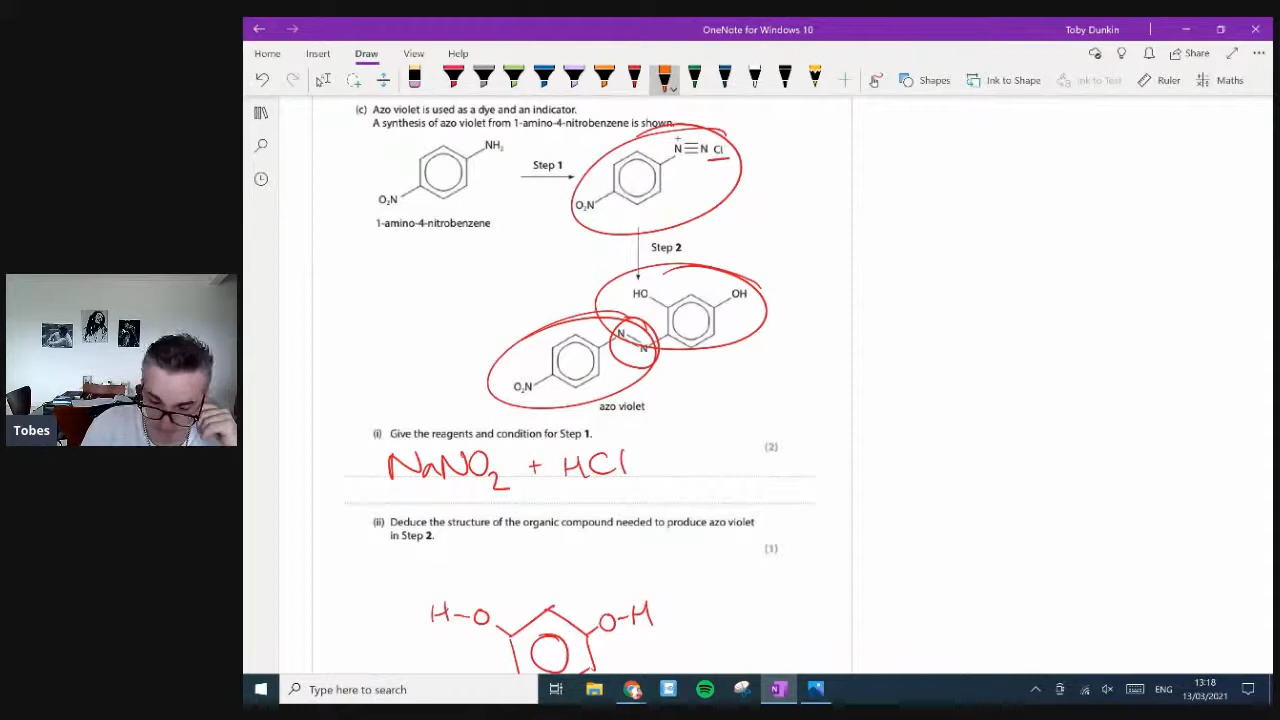 OneNote for Windows 10
Toby Dunkin
Home Insert Draw View Help
Share
Shapes Ink to Shape Ink to Text Ruler Maths
(c) Azo violet is used as a dye and an indicator.
A synthesis of azo violet from 1-amino-4-nitrobenzene is shown.
NH2
Step 1
+
N≡N Cl
O2N
O2N
1-amino-4-nitrobenzene
Step 2
HO OH
N
N
O2N
azo violet
(i) Give the reagents and condition for Step 1.
(2)
NaNO2 + HCl
(ii) Deduce the structure of the organic compound needed to produce azo violet
in Step 2.
(1)
H-O O-H
Tobes
Type here to search
ENG
13:18
13/03/2021